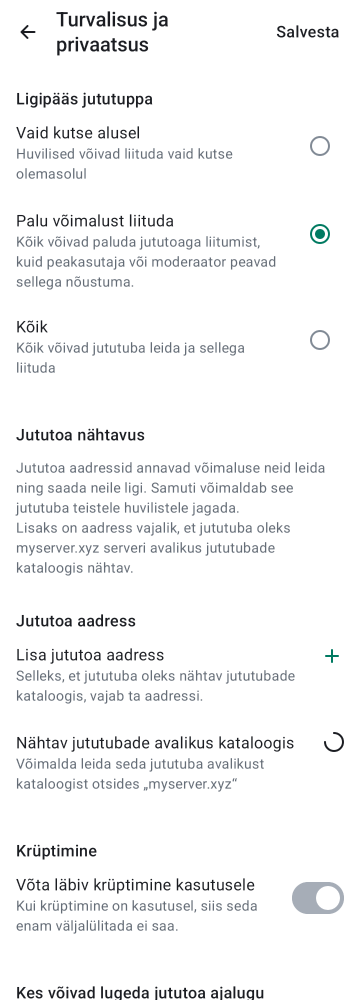 Turvalisus ja
privaatsus
Salvesta
Ligipääs jututuppa
Vaid kutse alusel
Huvilised võivad liituda vaid kutse
olemasolul
Palu võimalust liituda
Kõik võivad paluda jututoaga liitumist,
kuid peakasutaja või moderaator peavad
sellega nõustuma.
Kõik
Kõik võivad jututuba leida ja sellega
liituda
Jututoa nähtavus
Jututoa aadressid annavad võimaluse neid leida
ning saada neile ligi. Samuti võimaldab see
jututuba teistele huvilistele jagada.
Lisaks on aadress vajalik, et jututuba oleks
myserver.xyz serveri avalikus jututubade
kataloogis nähtav.
Jututoa aadress
Lisa jututoa aadress
Selleks, et jututuba oleks nähtav jututubade
kataloogis, vajab ta aadressi.
Nähtav jututubade avalikus kataloogis
Võimalda leida seda jututuba avalikust
kataloogist otsides „myserver.xyz“
Krüptimine
Võta läbiv krüptimine kasutusele
Kui krüptimine on kasutusel, siis seda
enam väljalülitada ei saa.
Kes võivad lugeda jututoa ajalugu